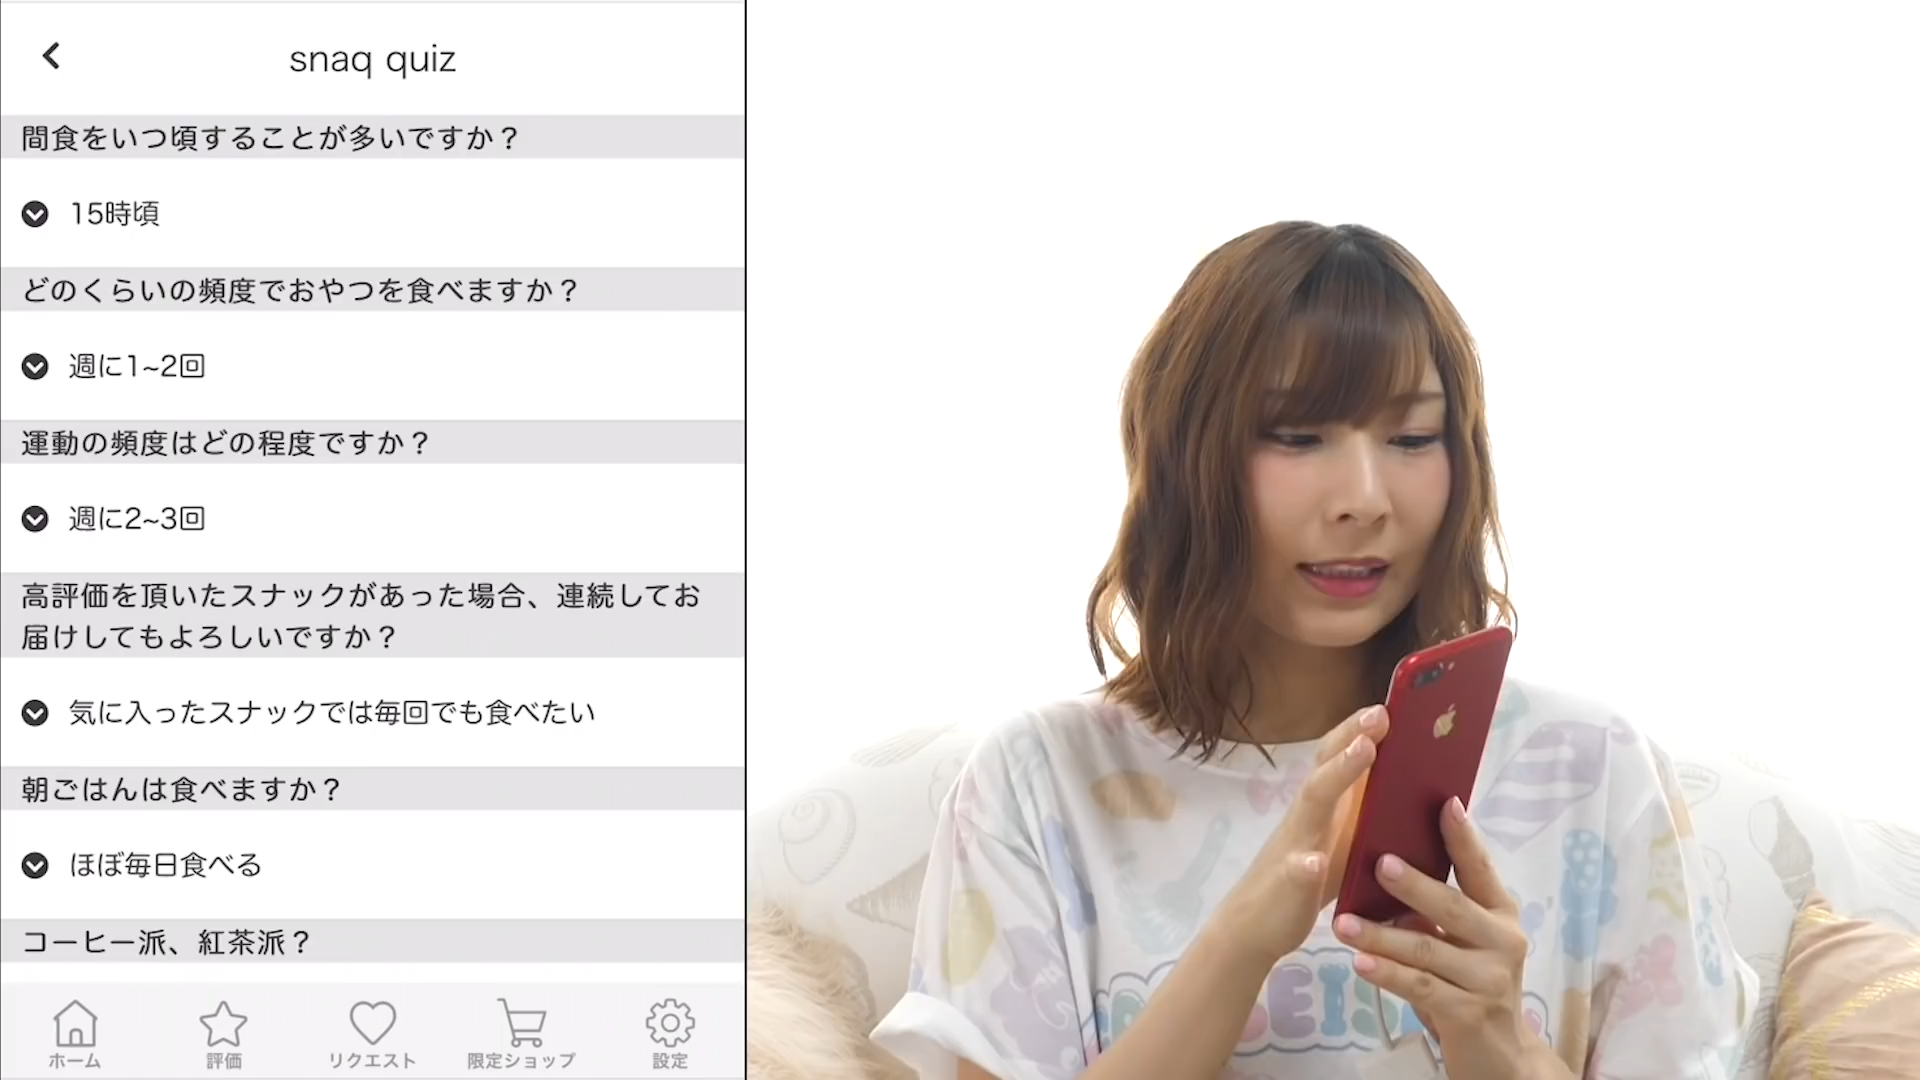 snaq quiz
間食をいつ頃することが多いですか？
15時頃
どのくらいの頻度でおやつを食べますか？
週に1~2回
運動の頻度はどの程度ですか？
週に2~3回
高評価を頂いたスナックがあった場合、連続してお
届けしてもよろしいですか？
気に入ったスナックでは毎回でも食べたい
朝ごはんは食べますか？
ほぼ毎日食べる
コーヒー派、紅茶派？
ホーム
評価
リクエスト
限定ショップ
設定